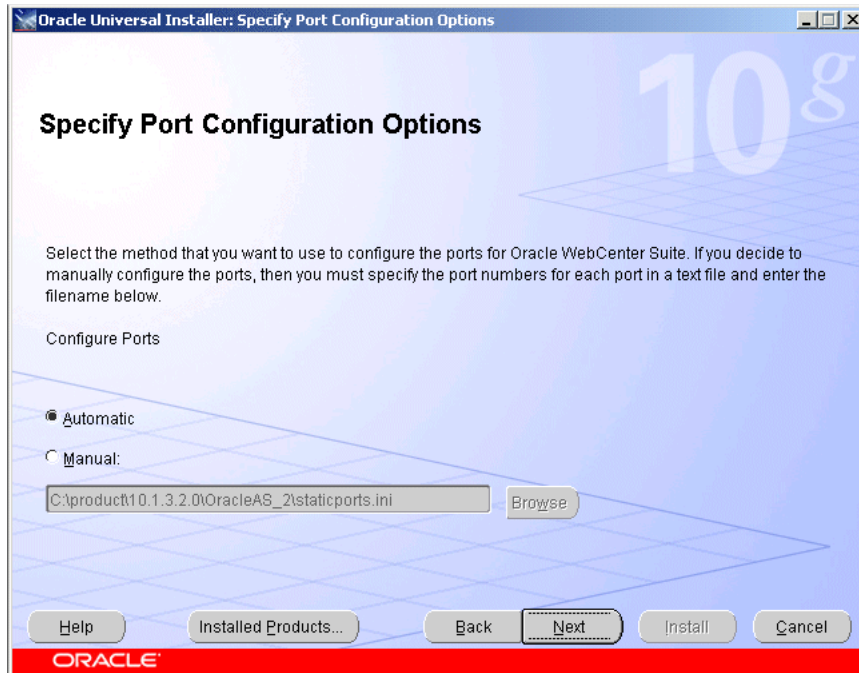 Oracle Universal Installer: Specify Port Configuration Options
10g
Specify Port Configuration Options
Select the method that you want to use to configure the ports for Oracle WebCenter Suite. If you decide to
manually configure the ports, then you must specify the port numbers for each port in a text file and enter the
filename below.
Configure Ports
Automatic
Manual:
C:\product\10.1.3.2.0\OracleAS_2\staticports.ini
Browse
Help
Installed Products...
Back
Next
Install
Cancel
ORACLE